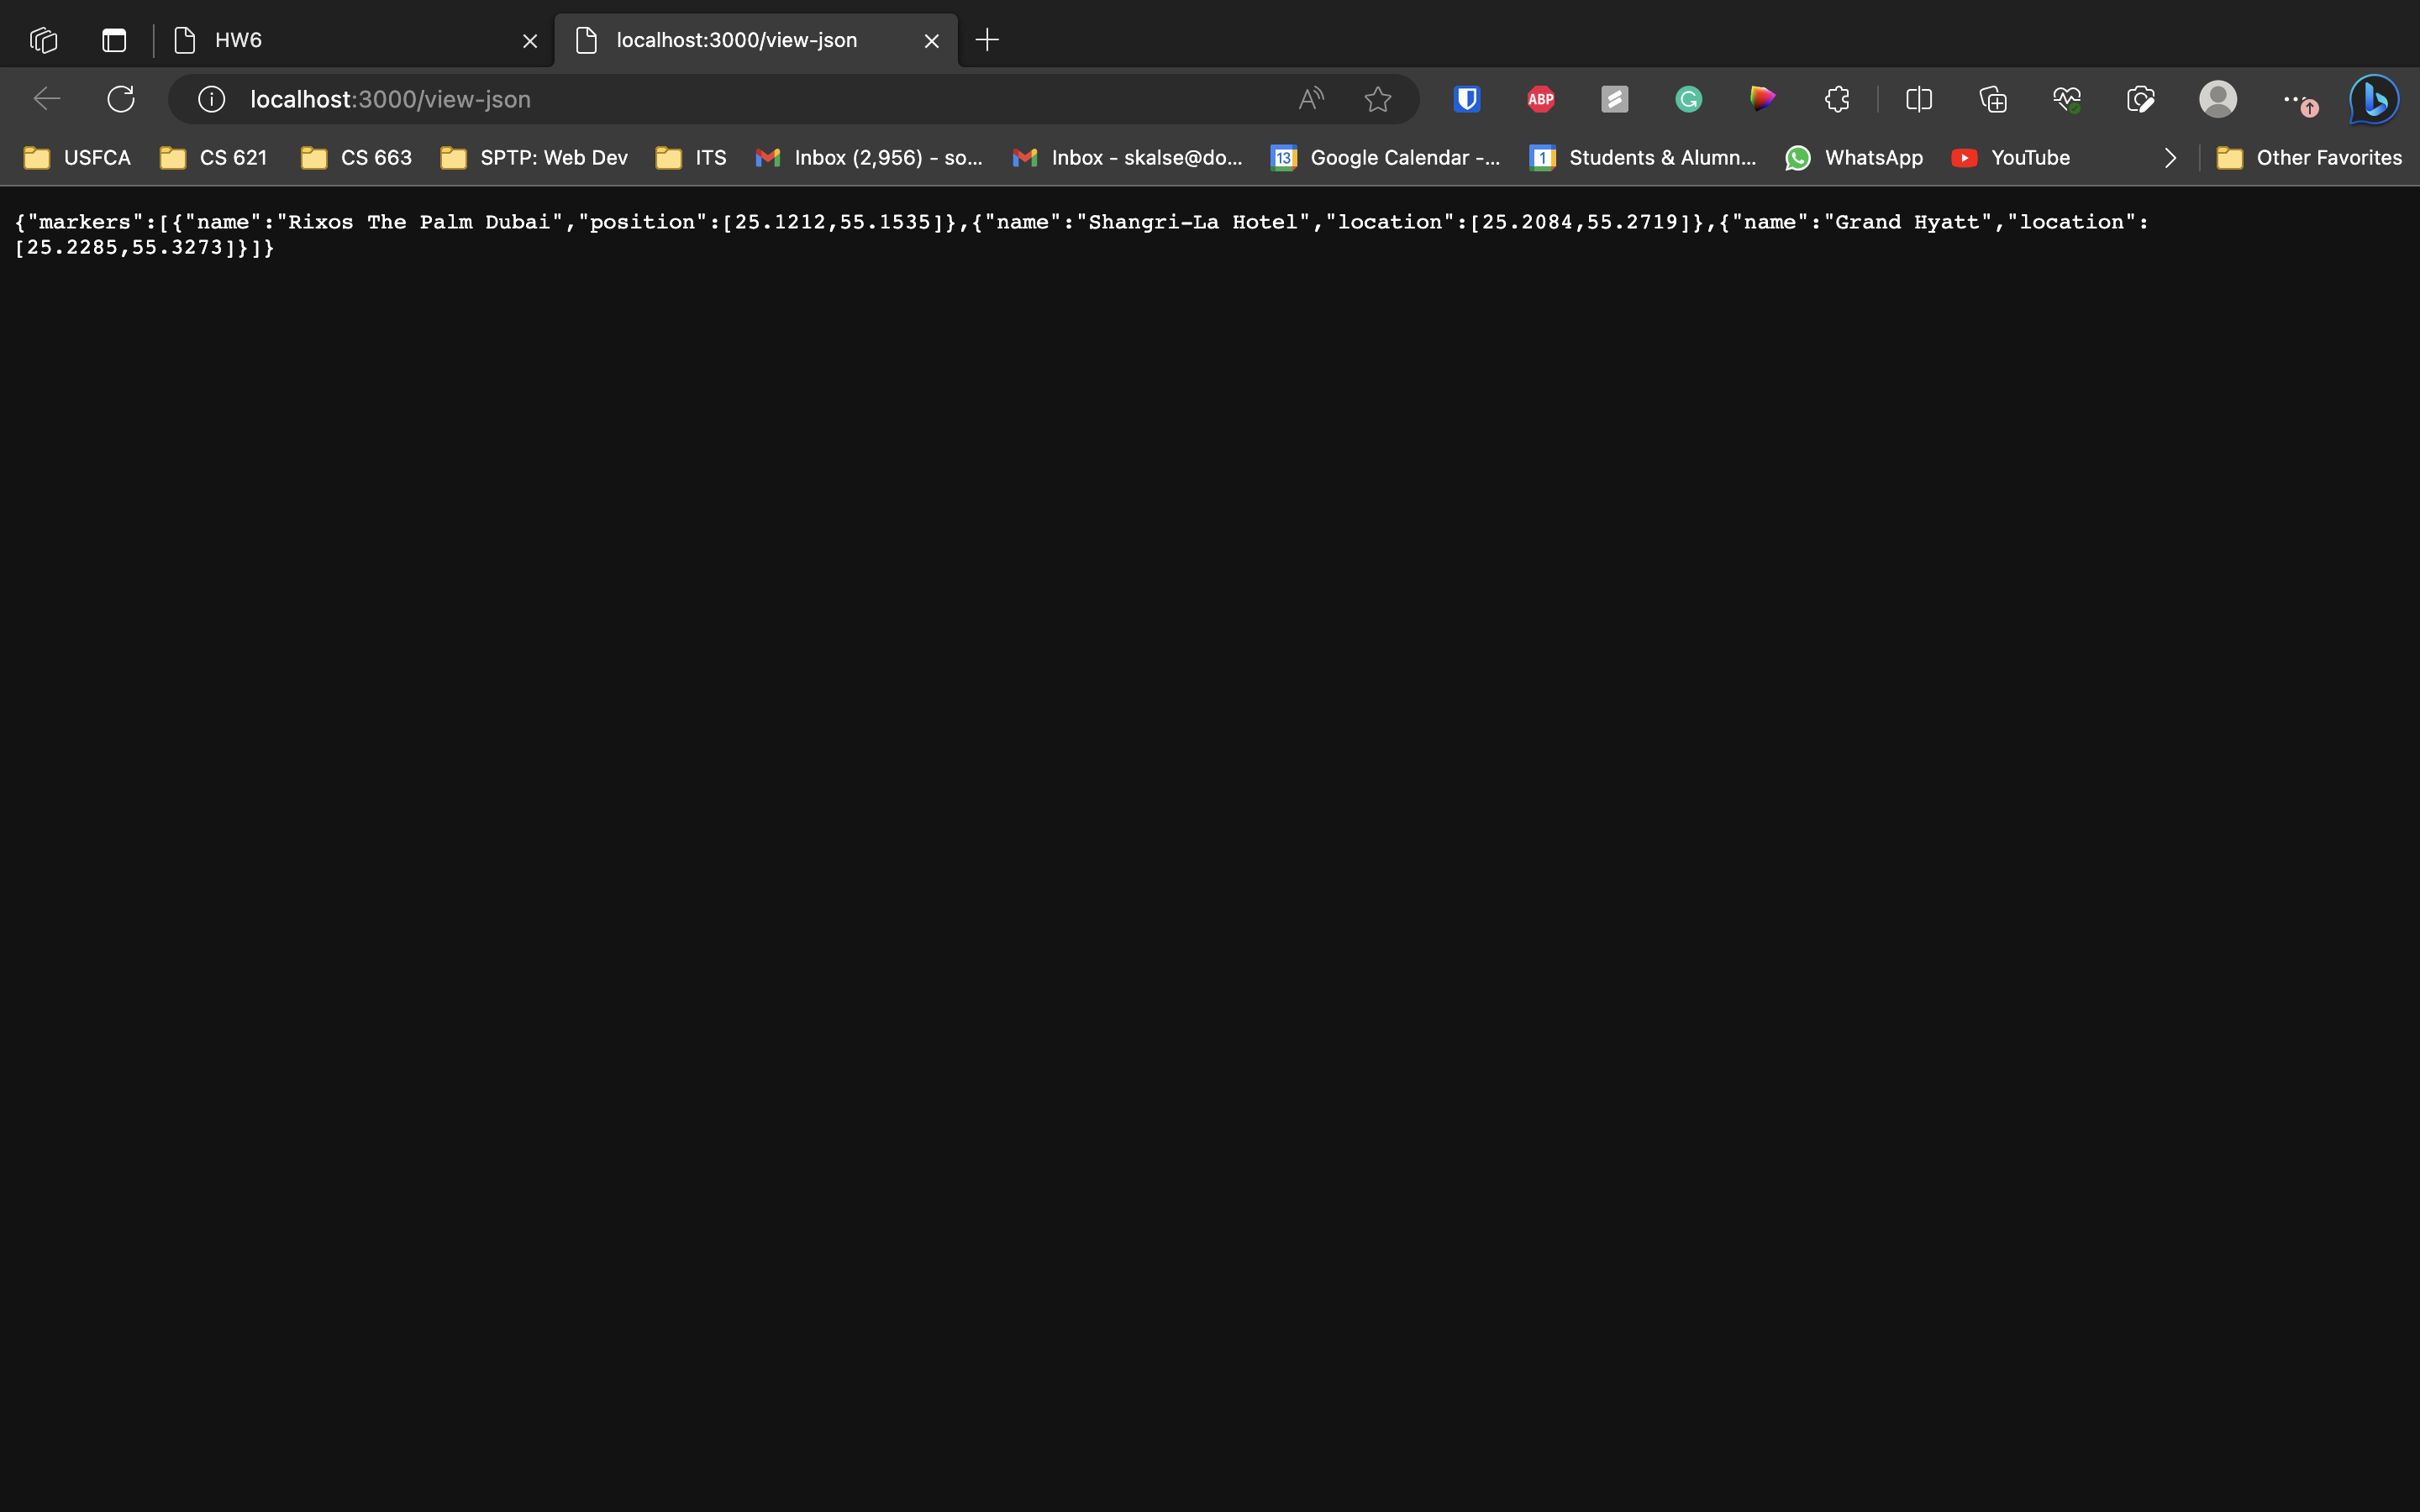 HW6
localhost:3000/view-json
localhost:3000/view-json
ABP
USFCA CS 621 CS 663 SPTP: Web Dev ITS Inbox (2,956) - so... Inbox - skalse@do... 13 Google Calendar -... 1 Students & Alumn... WhatsApp YouTube Other Favorites
{"markers":[{"name":"Rixos The Palm Dubai","position":[25.1212,55.1535]},{"name":"Shangri-La Hotel","location":[25.2084,55.2719]},{"name":"Grand Hyatt","location":
[25.2285,55.3273]}]}